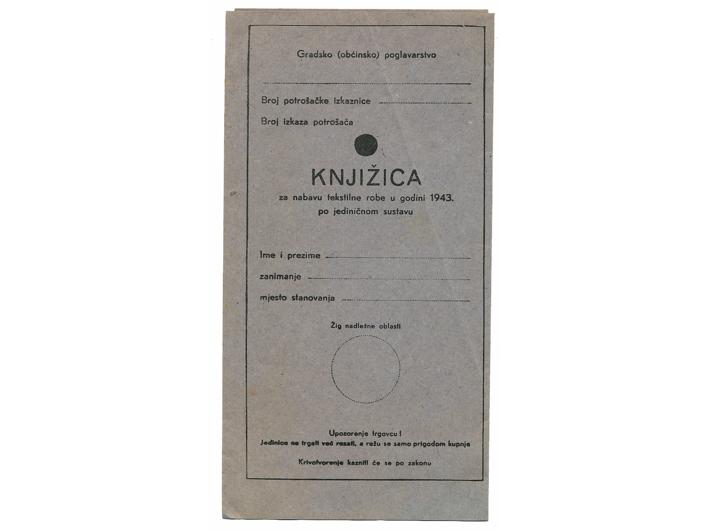 Gradsko (občinsko) poglavarstvo
Broj potrošačke izkaznice
Broj izkaza potrošača
KNJIŽICA
za nabavu tekstilne robe u godini 1943.
po jediničnom sustavu
Ime i prezime
zanimanje
mjesto stanovanja
Žig nadležne oblasti
Upozorenje trgovcu!
Jedinice ne trgati već rezati, a režu se samo prigodom kupnje
Krivotvorenje kazniti će se po zakonu